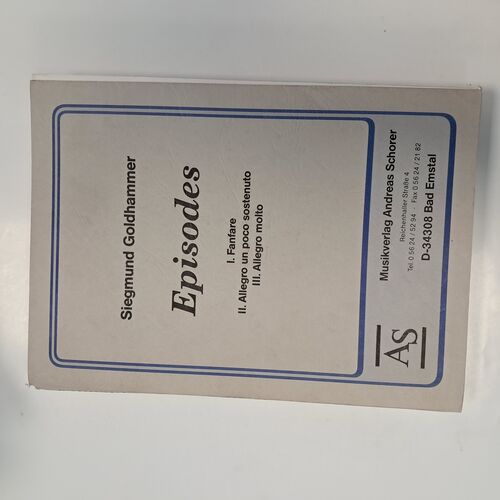 Siegmund Goldhammer
Episodes
I. Fanfare
II. Allegro un poco sostenuto
III. Allegro molto
AS
Musikverlag Andreas Schorer
Reichenhaller Straße 4
Tel. 0 56 24 / 52 94 · Fax 0 56 24 / 21 82
D-34308 Bad Emstal